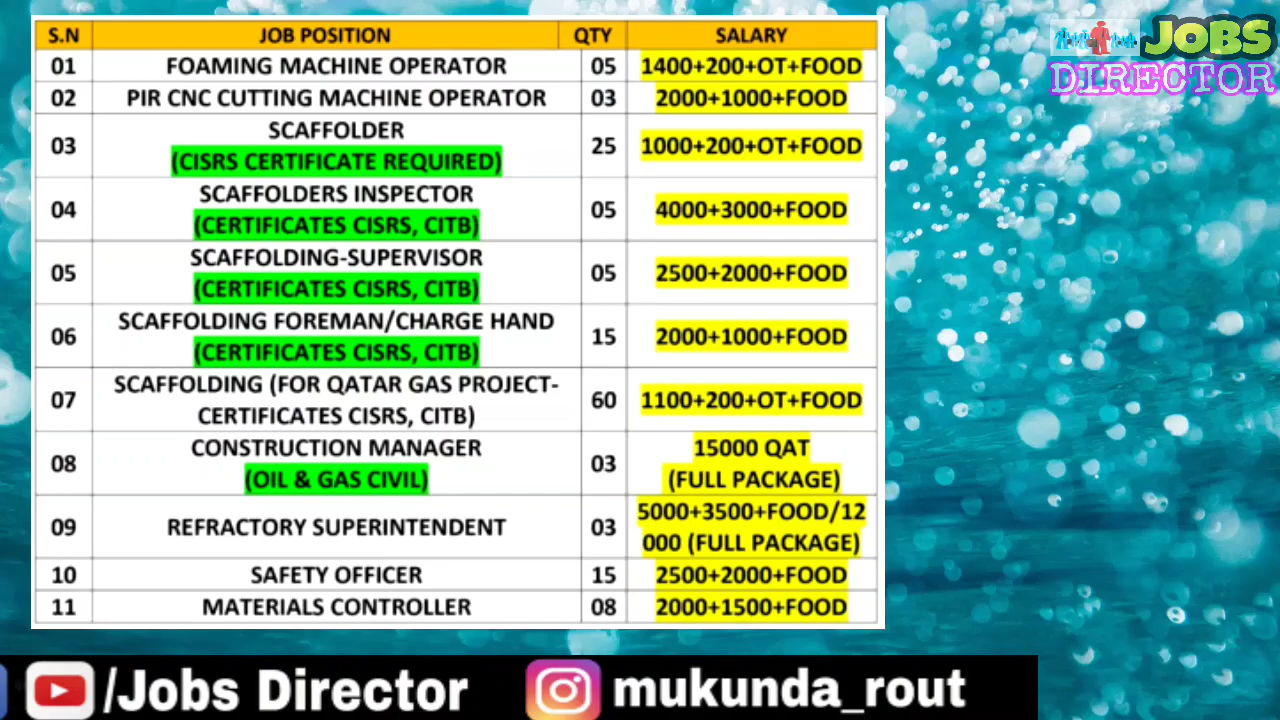 S.N JOB POSITION QTY SALARY
01 FOAMING MACHINE OPERATOR 05 1400+200+OT+FOOD
02 PIR CNC CUTTING MACHINE OPERATOR 03 2000+1000+FOOD
03 SCAFFOLDER 25 1000+200+OT+FOOD
(CISRS CERTIFICATE REQUIRED)
04 SCAFFOLDERS INSPECTOR 05 4000+3000+FOOD
(CERTIFICATES CISRS, CITB)
05 SCAFFOLDING-SUPERVISOR 05 2500+2000+FOOD
(CERTIFICATES CISRS, CITB)
06 SCAFFOLDING FOREMAN/CHARGE HAND 15 2000+1000+FOOD
(CERTIFICATES CISRS, CITB)
07 SCAFFOLDING (FOR QATAR GAS PROJECT- 60 1100+200+OT+FOOD
CERTIFICATES CISRS, CITB)
08 CONSTRUCTION MANAGER 03 15000 QAT
(OIL & GAS CIVIL) (FULL PACKAGE)
09 REFRACTORY SUPERINTENDENT 03 5000+3500+FOOD/12
000 (FULL PACKAGE)
10 SAFETY OFFICER 15 2500+2000+FOOD
11 MATERIALS CONTROLLER 08 2000+1500+FOOD
JOBS
DIRECTOR
/Jobs Director mukunda_rout